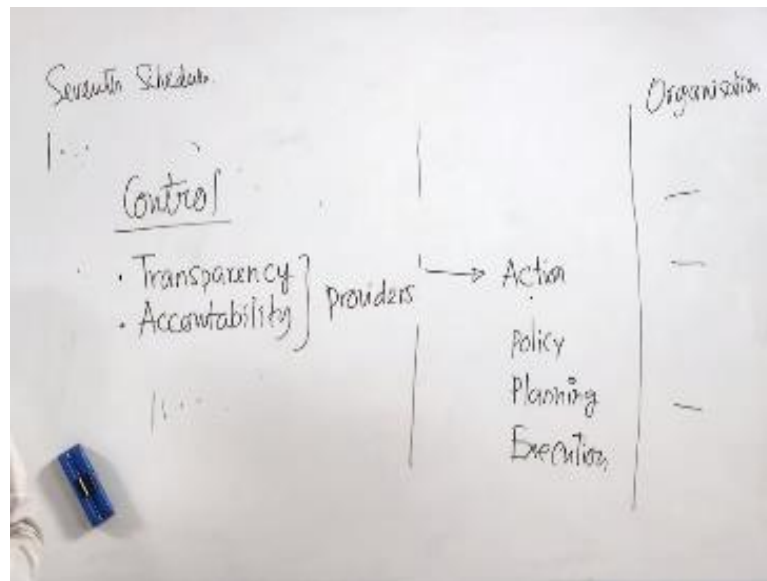 Seventh Schedule
Organisation
Control
• Transparency
• Accountability
Providers
Action
Policy
Planning
Execution